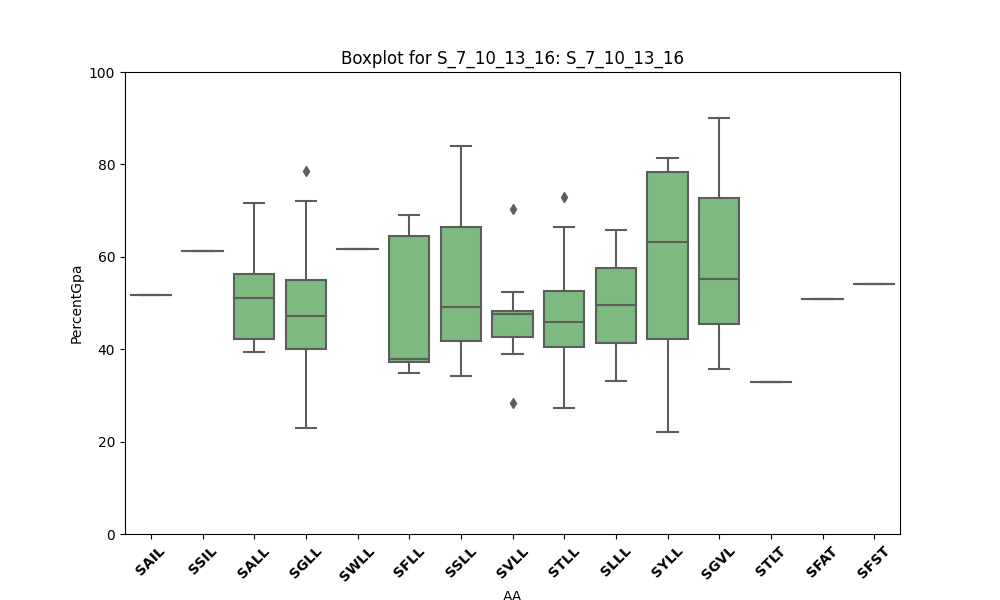 Boxplot for S_7_10_13_16: S_7_10_13_16
100
80
60
40
20
0
PercentGpa
SAIL SSIL SALL SGLL SWLL SFLL SSLL SVLL STLL SLLL SYLL SGVL STLT SFAT SFST
AA